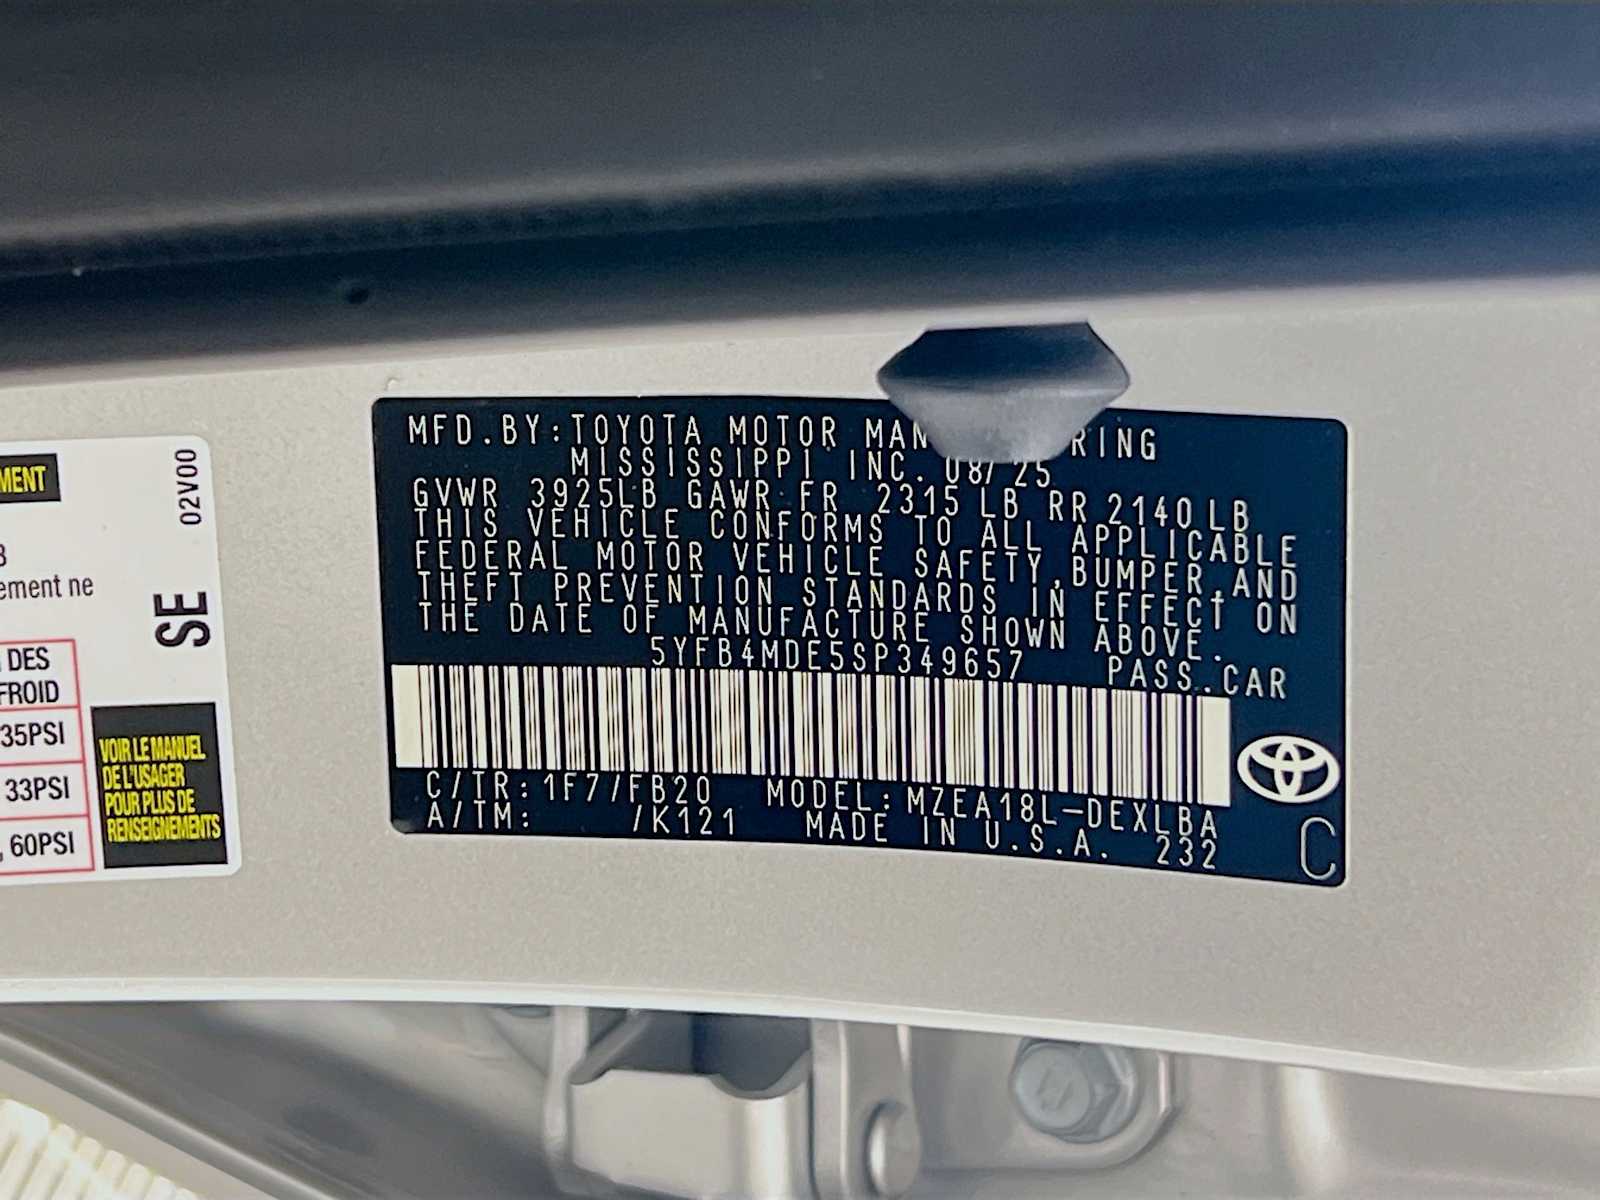 MENT
02V00
3
ement ne
SE
DES
FROID
35PSI
33PSI
, 60PSI
VOIR LE MANUEL
DE L'USAGER
POUR PLUS DE
RENSEIGNEMENTS
MFD.BY:TOYOTA MOTOR MAN RING
MISSISSIPPI INC. 08/25
GVWR 3925LB GAWR FR 2315 LB RR 2140 LB
THIS VEHICLE CONFORMS TO ALL APPLICABLE
FEDERAL MOTOR VEHICLE SAFETY,BUMPER,AND
THEFT PREVENTION STANDARDS IN EFFECT ON
THE DATE OF MANUFACTURE SHOWN ABOVE.
5YFB4MDE5SP349657 PASS.CAR
C/TR:1F7/FB20 MODEL:MZEA18L-DEXLBA
A/TM: /K121 MADE IN U.S.A. 232
C